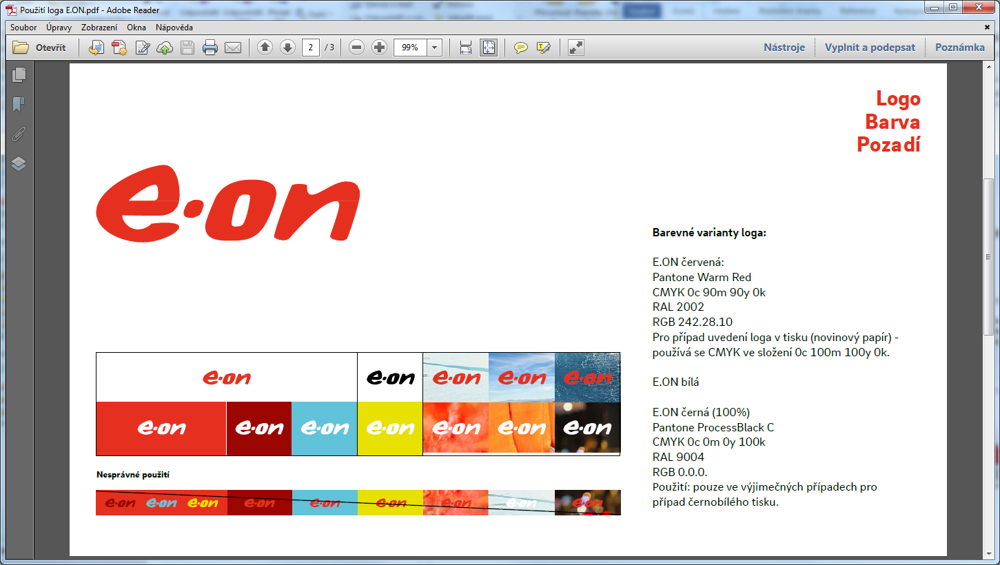 Použití loga E.ON.pdf - Adobe Reader
Soubor Úpravy Zobrazení Okna Nápověda
Otevřít 2 / 3 99% Nástroje Vyplnit a podepsat Poznámka
Logo
Barva
Pozadí
e·on
Barevné varianty loga:
E.ON červená:
Pantone Warm Red
CMYK 0c 90m 90y 0k
RAL 2002
RGB 242.28.10
Pro případ uvedení loga v tisku (novinový papír) -
používá se CMYK ve složení 0c 100m 100y 0k.
E.ON bílá
E.ON černá (100%)
Pantone ProcessBlack C
CMYK 0c 0m 0y 100k
RAL 9004
RGB 0.0.0.
Použití: pouze ve výjimečných případech pro
případ černobílého tisku.
e·on e·on e·on e·on e·on
e·on e·on e·on e·on e·on e·on e·on
Nesprávné použití
e·on e·on e·on e·on e·on e·on e·on e·on e·on